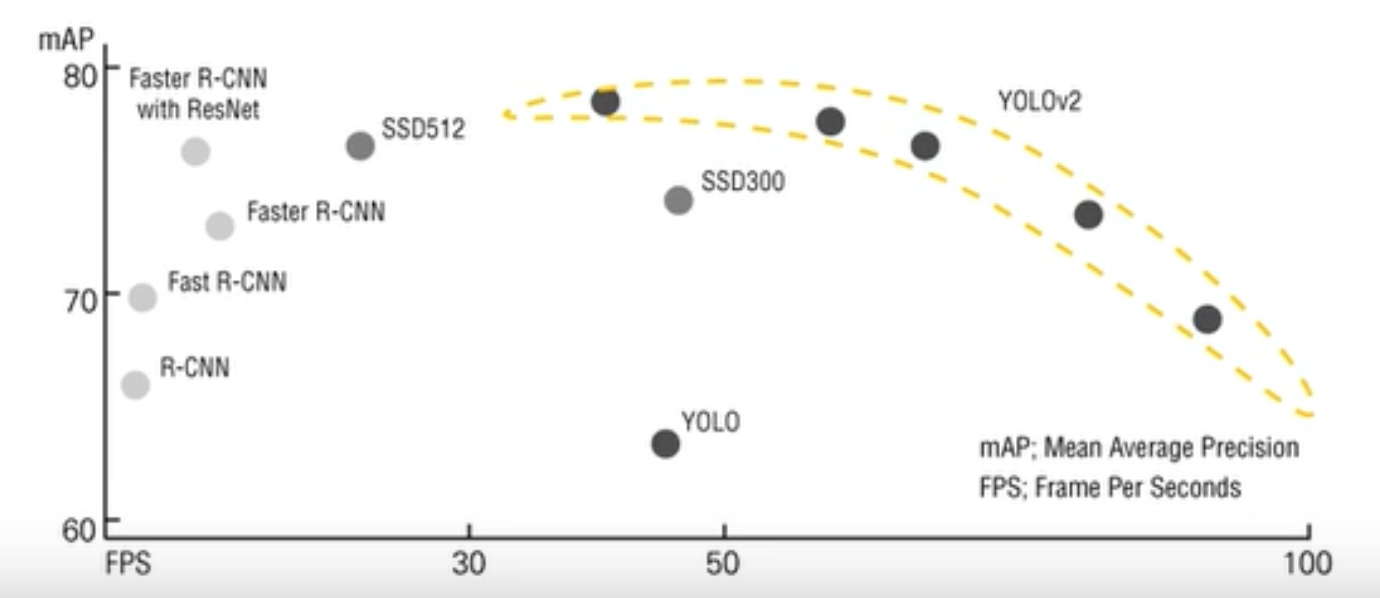 mAP
80
Faster R-CNN
with ResNet
SSD512
YOLOv2
SSD300
Faster R-CNN
Fast R-CNN
70
R-CNN
YOLO
mAP; Mean Average Precision
FPS; Frame Per Seconds
60
FPS
30
50
100